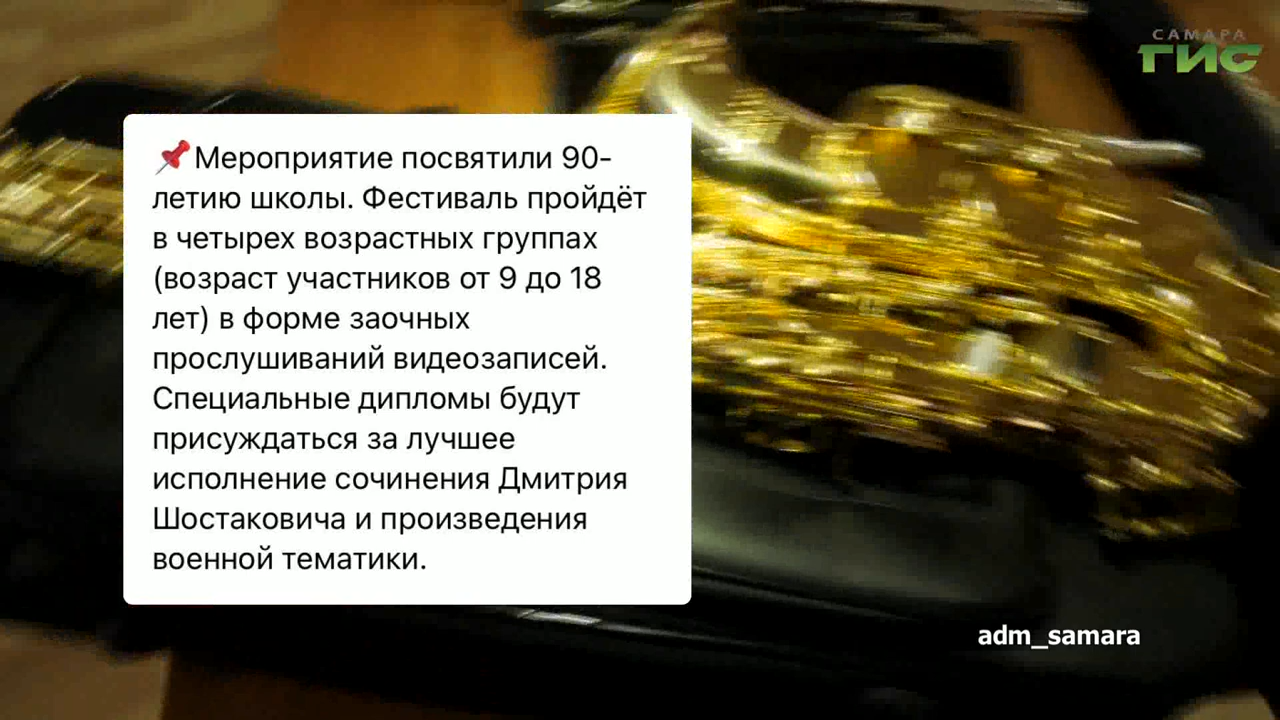 САМАРА
ГИС
📌Мероприятие посвятили 90-
летию школы. Фестиваль пройдёт
в четырех возрастных группах
(возраст участников от 9 до 18
лет) в форме заочных
прослушиваний видеозаписей.
Специальные дипломы будут
присуждаться за лучшее
исполнение сочинения Дмитрия
Шостаковича и произведения
военной тематики.
adm_samara